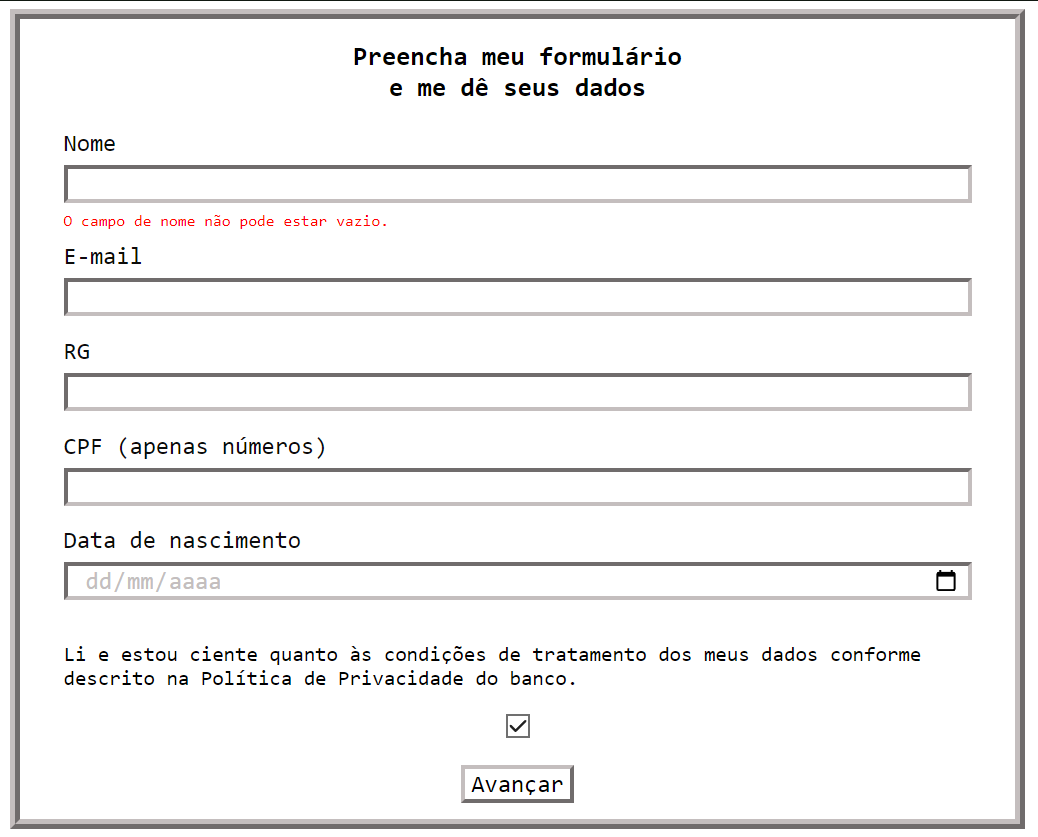 Preencha meu formulário
e me dê seus dados
Nome
O campo de nome não pode estar vazio.
E-mail
RG
CPF (apenas números)
Data de nascimento
dd/mm/aaaa
Li e estou ciente quanto às condições de tratamento dos meus dados conforme
descrito na Política de Privacidade do banco.
Avançar